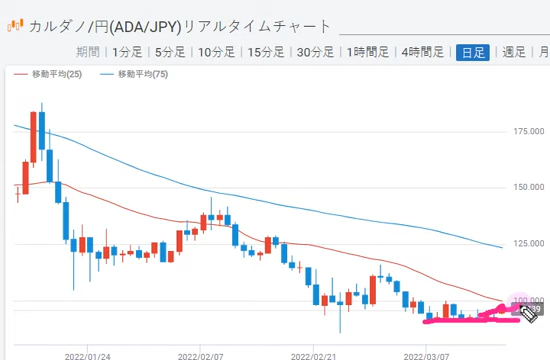 カルダノ/円(ADA/JPY)リアルタイムチャート
期間 | 1分足 | 5分足 | 10分足 | 15分足 | 30分足 | 1時間足 | 4時間足 | 日足 | 週足 | 月
移動平均(25) 移動平均(75)
175.000
150.000
125.000
100.000
2022/01/24 2022/02/07 2022/02/21 2022/03/07